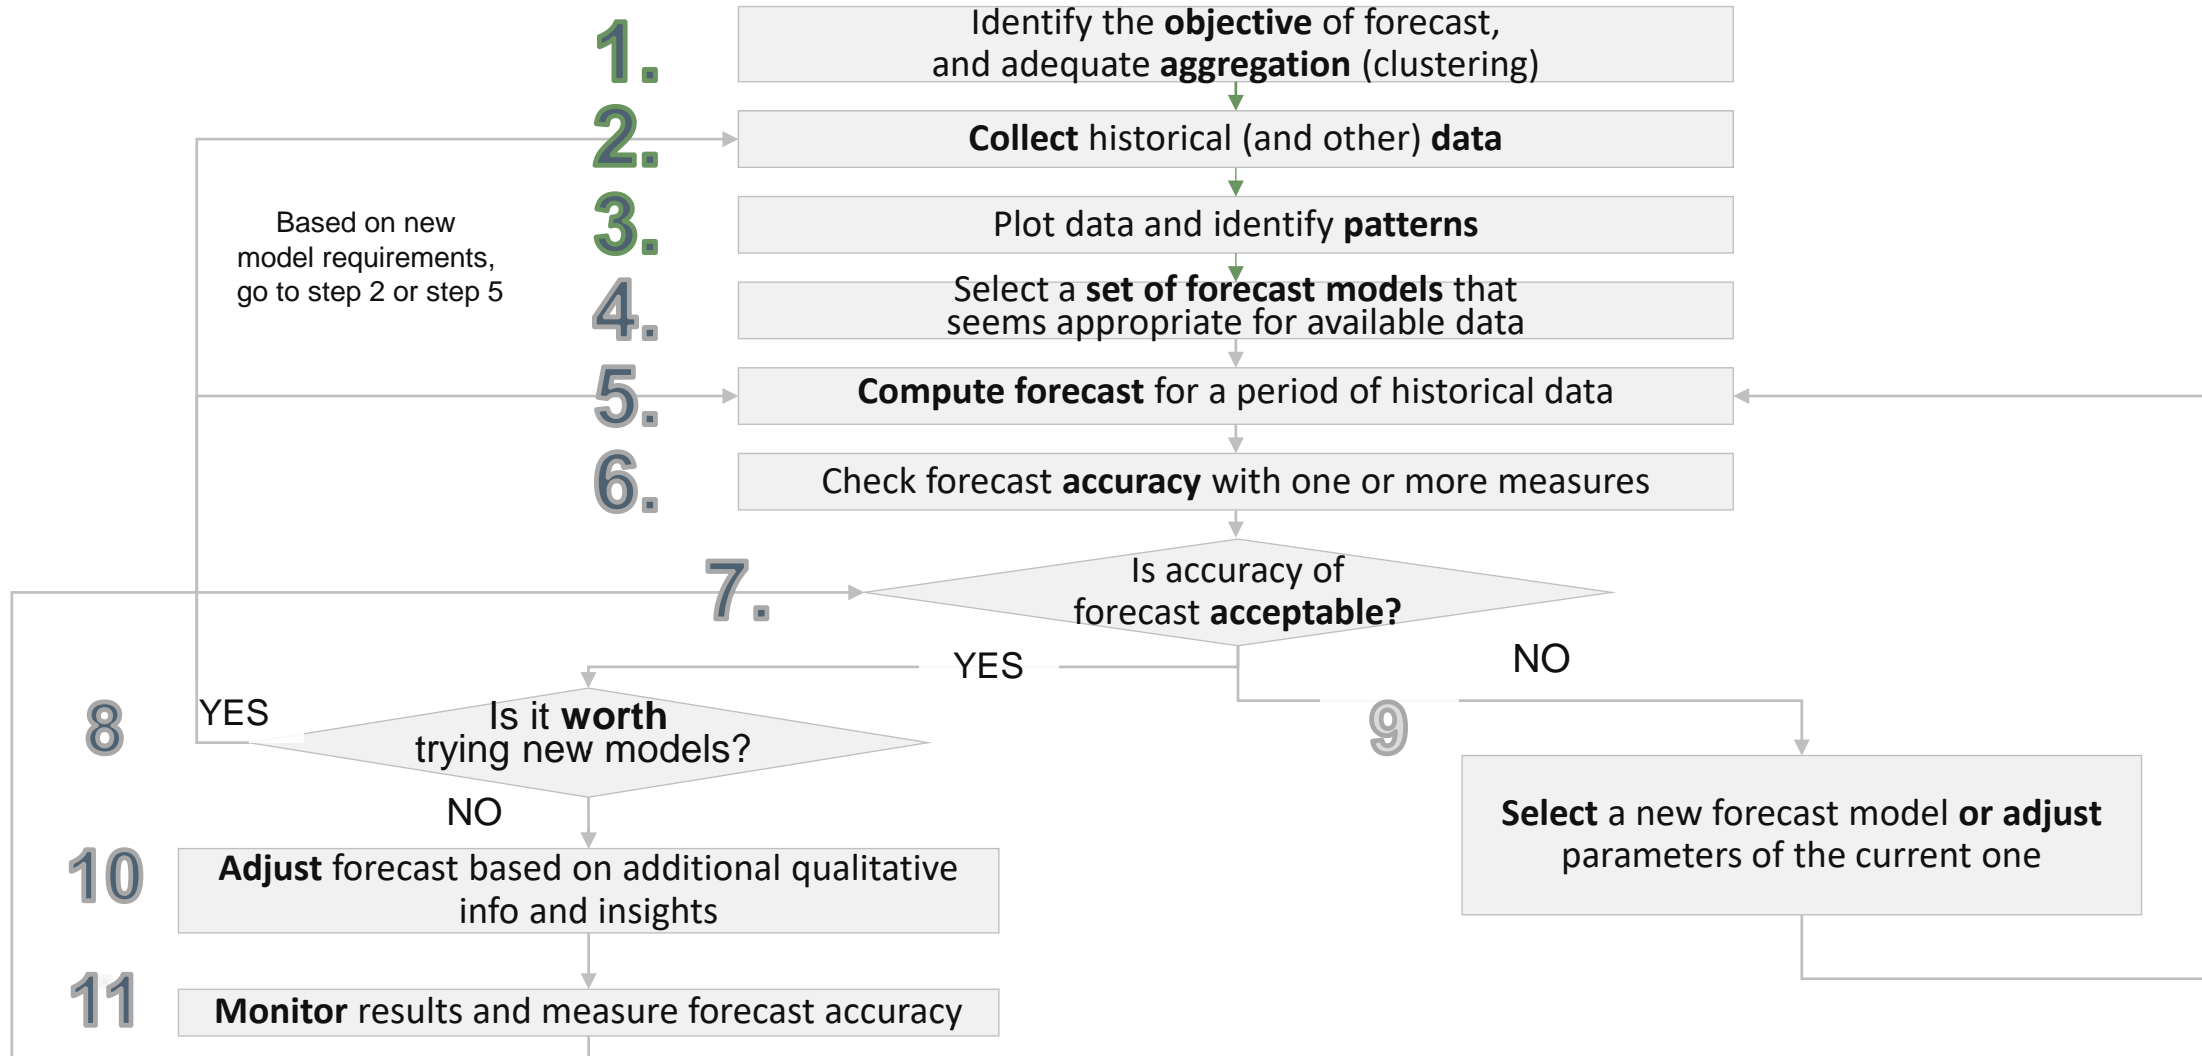 1.
Identify the objective of forecast,
and adequate aggregation (clustering)
2.
Collect historical (and other) data
3.
Plot data and identify patterns
Based on new
model requirements,
go to step 2 or step 5
4.
Select a set of forecast models that
seems appropriate for available data
5.
Compute forecast for a period of historical data
6.
Check forecast accuracy with one or more measures
7.
Is accuracy of
forecast acceptable?
YES
NO
8
YES
Is it worth
trying new models?
NO
9
Select a new forecast model or adjust
parameters of the current one
10
Adjust forecast based on additional qualitative
info and insights
11
Monitor results and measure forecast accuracy